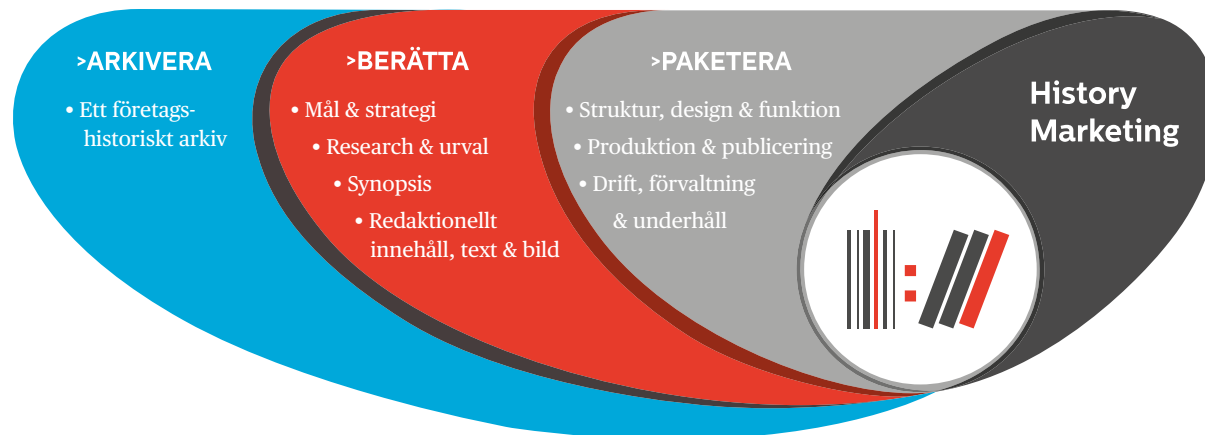 >ARKIVERA
• Ett företags-
historiskt arkiv
>BERÄTTA
• Mål & strategi
• Research & urval
• Synopsis
• Redaktionellt
innehåll, text & bild
>PAKETERA
• Struktur, design & funktion
• Produktion & publicering
• Drift, förvaltning
& underhåll
History
Marketing